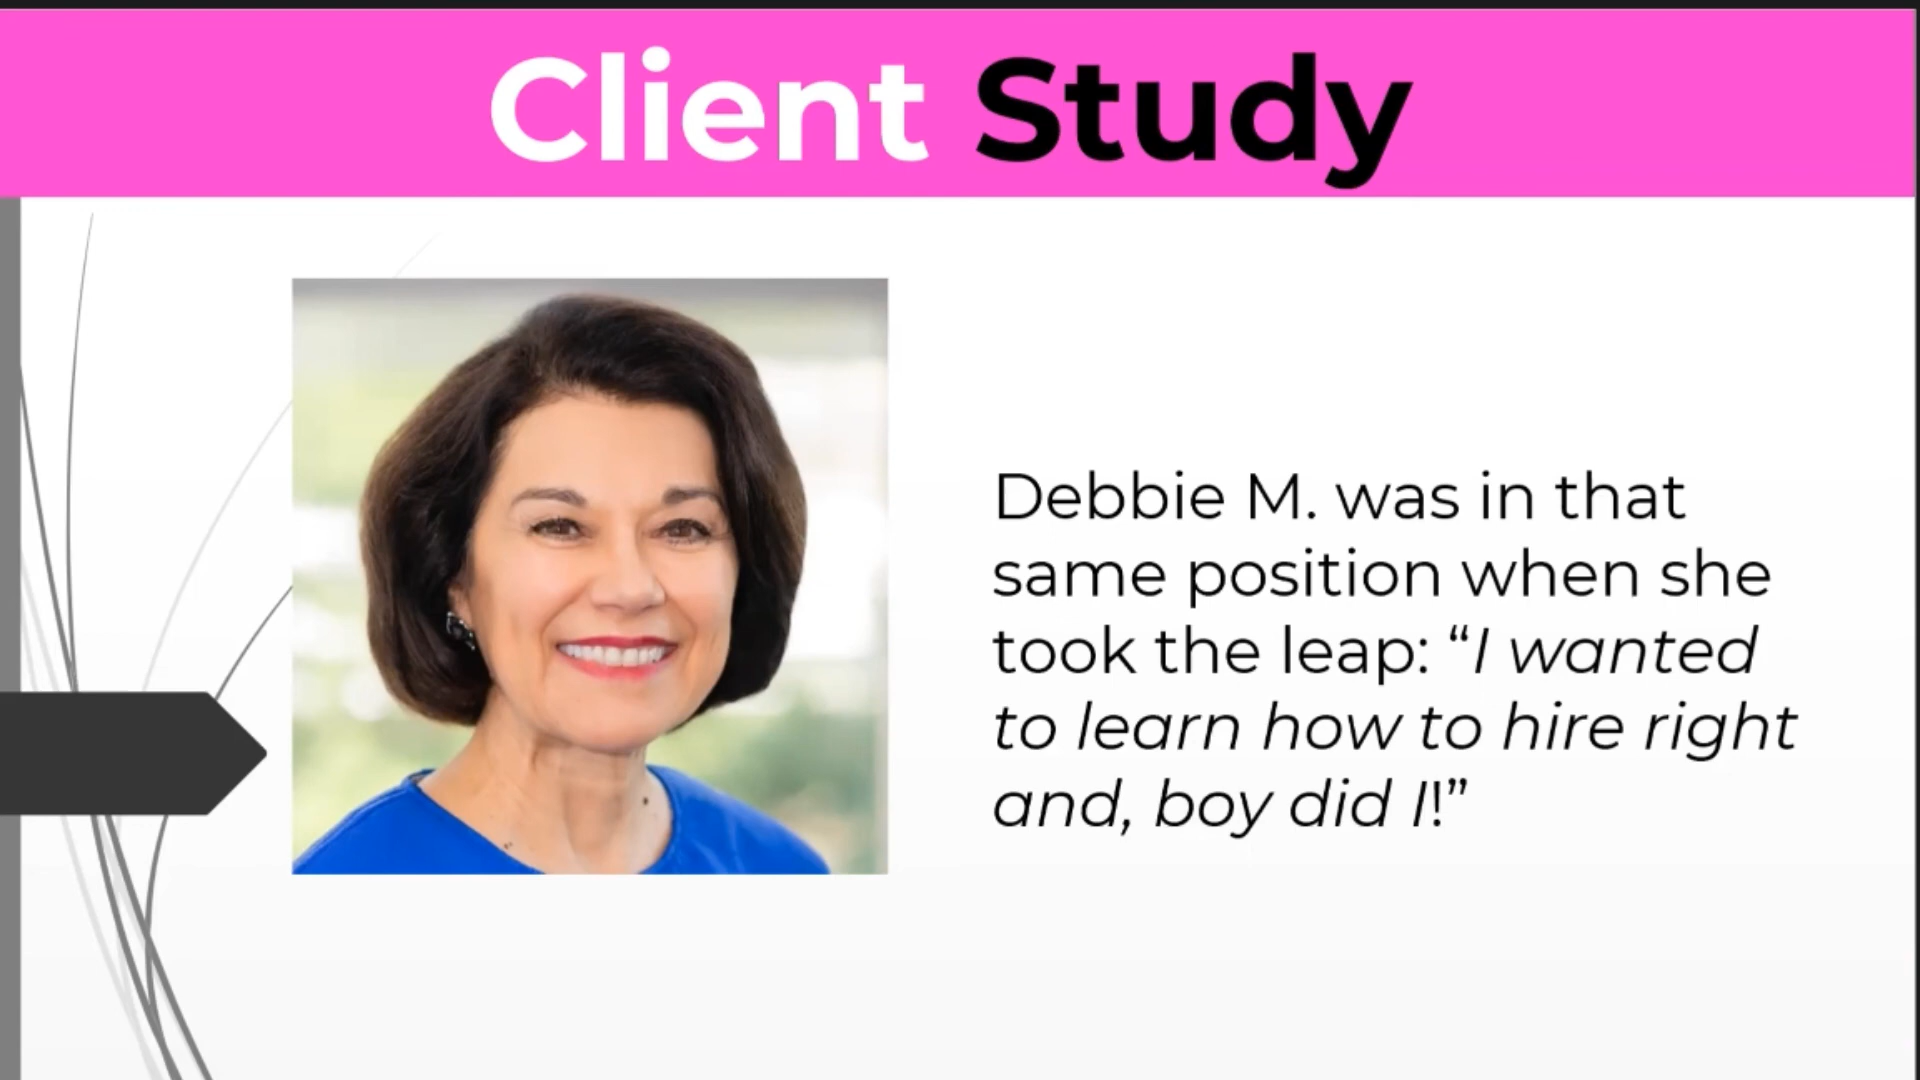 Client Study
Debbie M. was in that
same position when she
took the leap: “I wanted
to learn how to hire right
and, boy did I!”